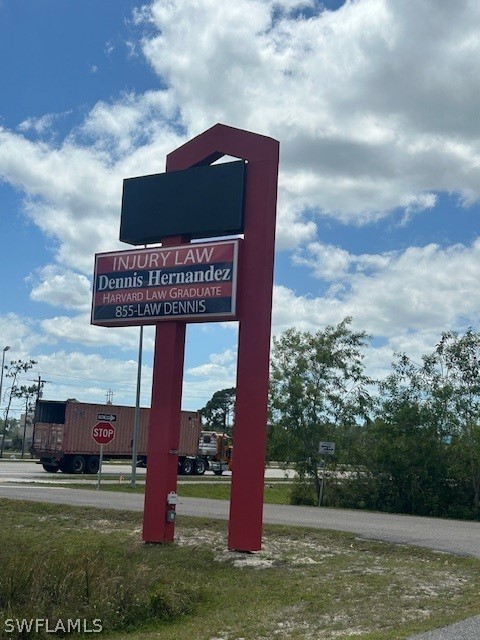 INJURY LAW
Dennis Hernandez
HARVARD LAW GRADUATE
855-LAW DENNIS
STOP
SWFLAMLS